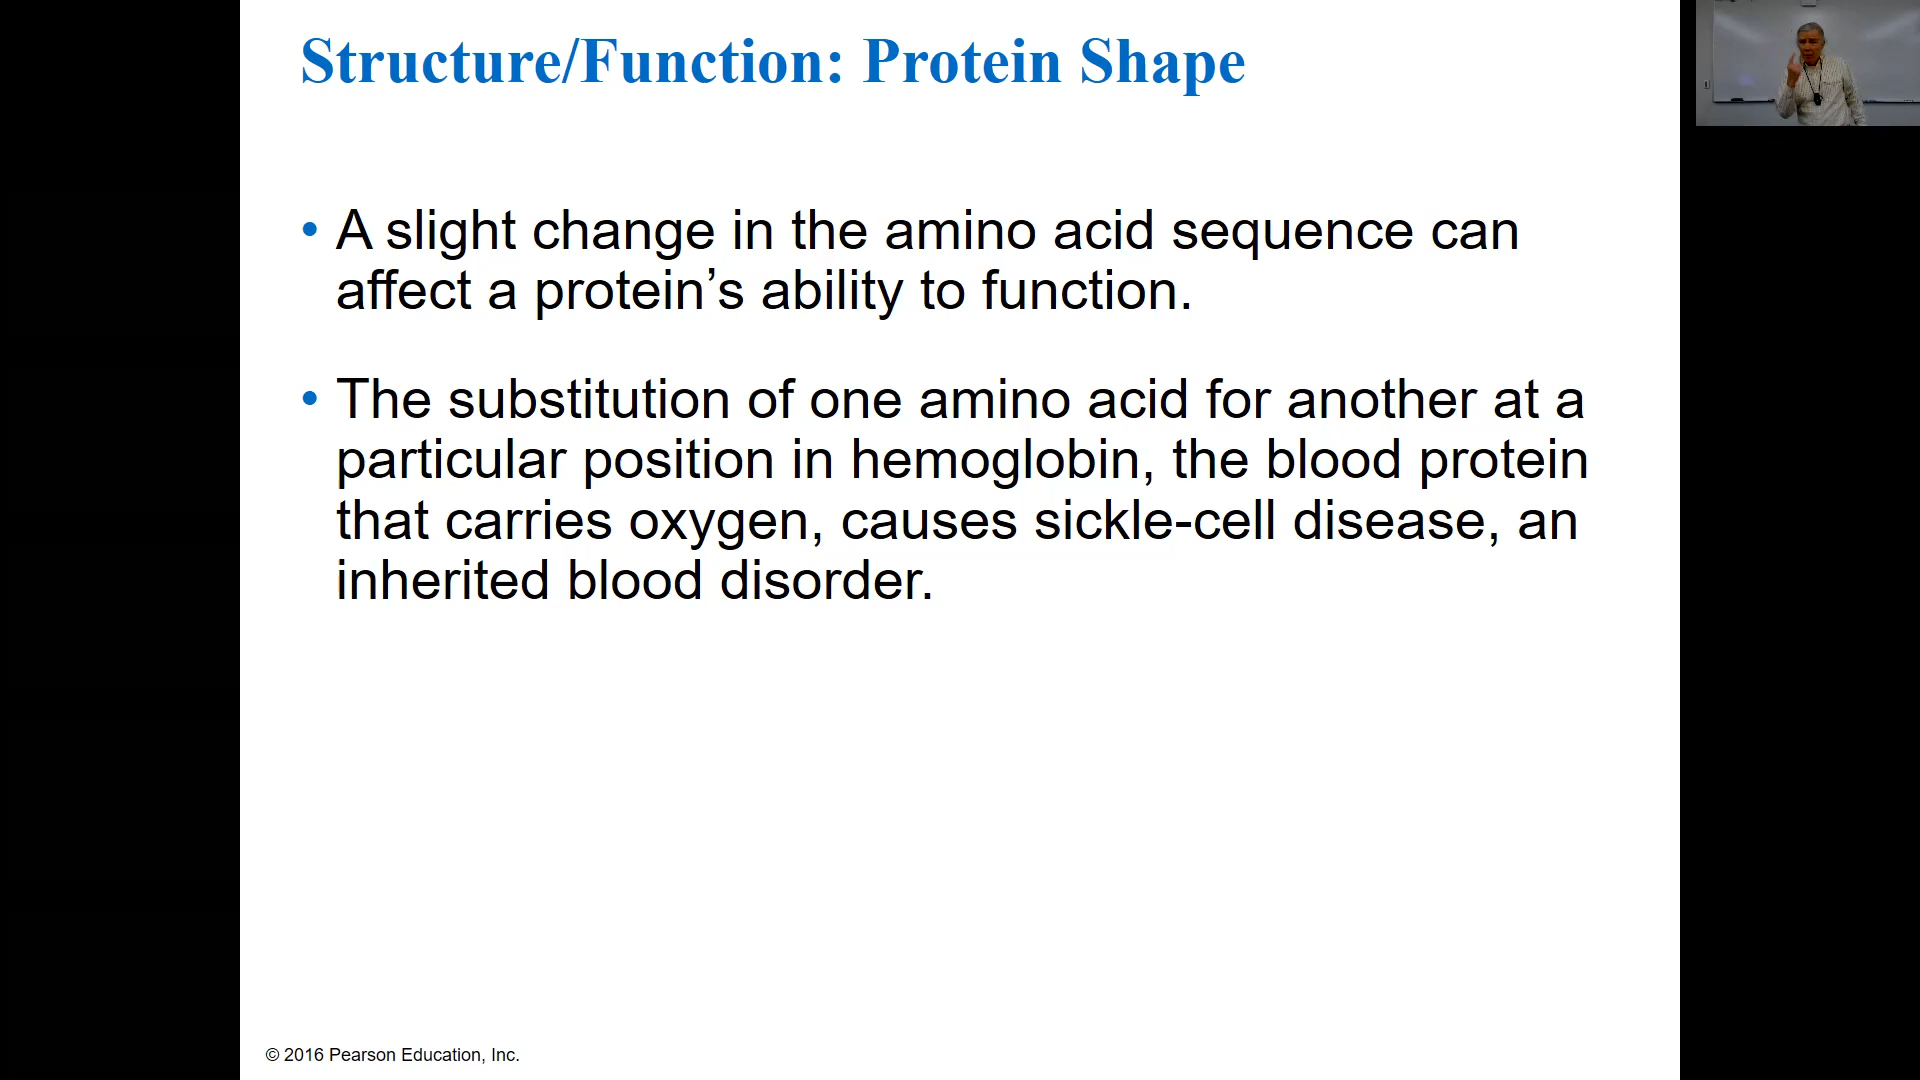 Structure/Function: Protein Shape
• A slight change in the amino acid sequence can
affect a protein’s ability to function.
• The substitution of one amino acid for another at a
particular position in hemoglobin, the blood protein
that carries oxygen, causes sickle-cell disease, an
inherited blood disorder.
© 2016 Pearson Education, Inc.